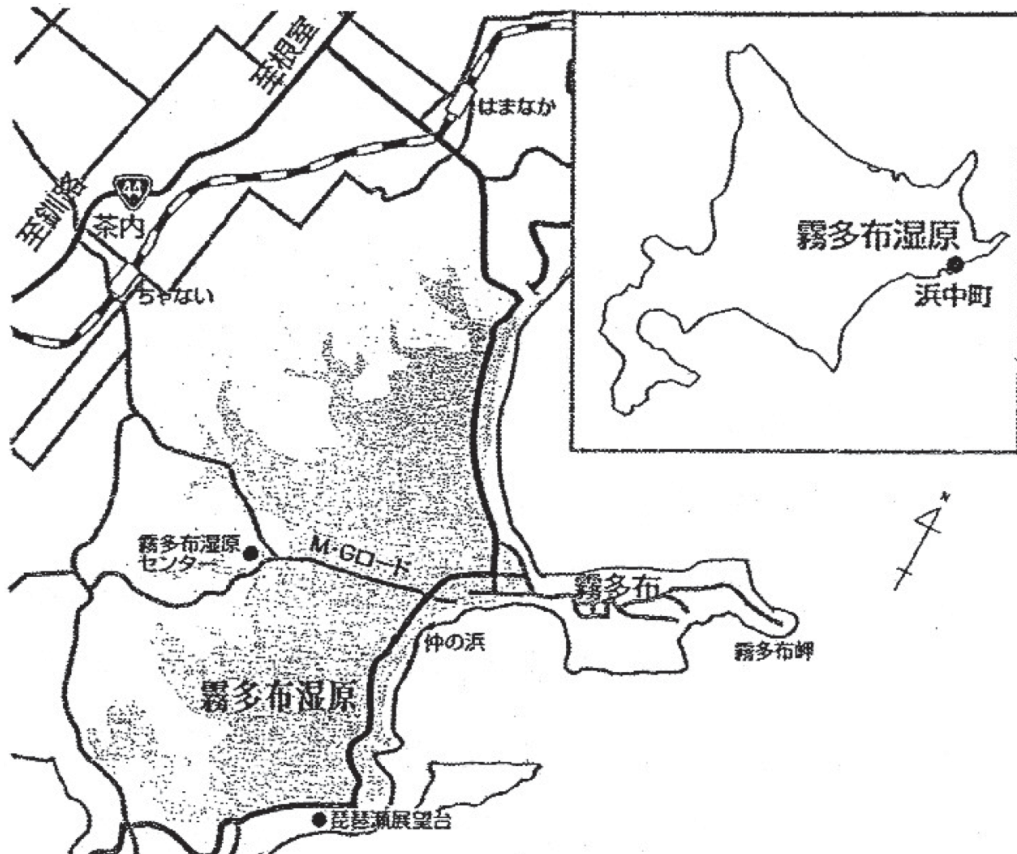 至根室
はまなか
至釧路
44
茶内
ちゃない
霧多布湿原
浜中町
N
霧多布湿原
センター
M・Gロード
霧多布
仲の浜
霧多布岬
霧多布湿原
琵琶瀬展望台